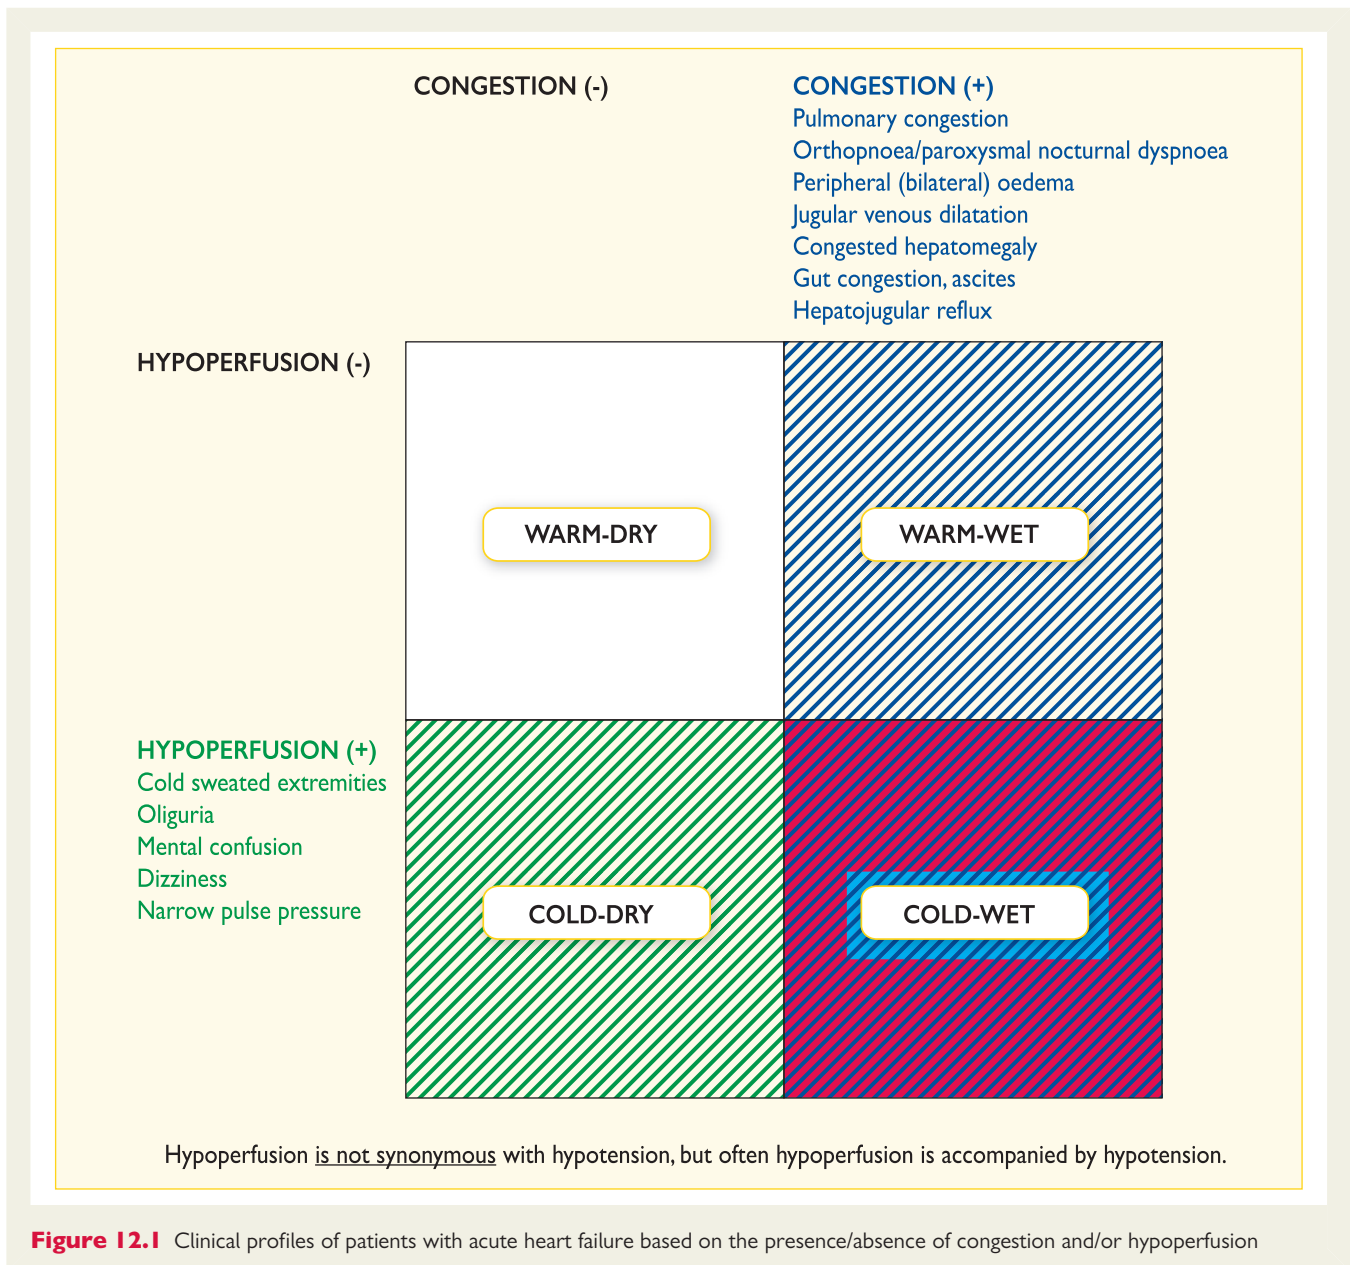 CONGESTION (-)
CONGESTION (+)
Pulmonary congestion
Orthopnoea/paroxysmal nocturnal dyspnoea
Peripheral (bilateral) oedema
Jugular venous dilatation
Congested hepatomegaly
Gut congestion, ascites
Hepatojugular reflux
HYPOPERFUSION (-)
WARM-DRY
WARM-WET
HYPOPERFUSION (+)
Cold sweated extremities
Oliguria
Mental confusion
Dizziness
Narrow pulse pressure
COLD-DRY
COLD-WET
Hypoperfusion is not synonymous with hypotension, but often hypoperfusion is accompanied by hypotension.
Figure 12.1 Clinical profiles of patients with acute heart failure based on the presence/absence of congestion and/or hypoperfusion